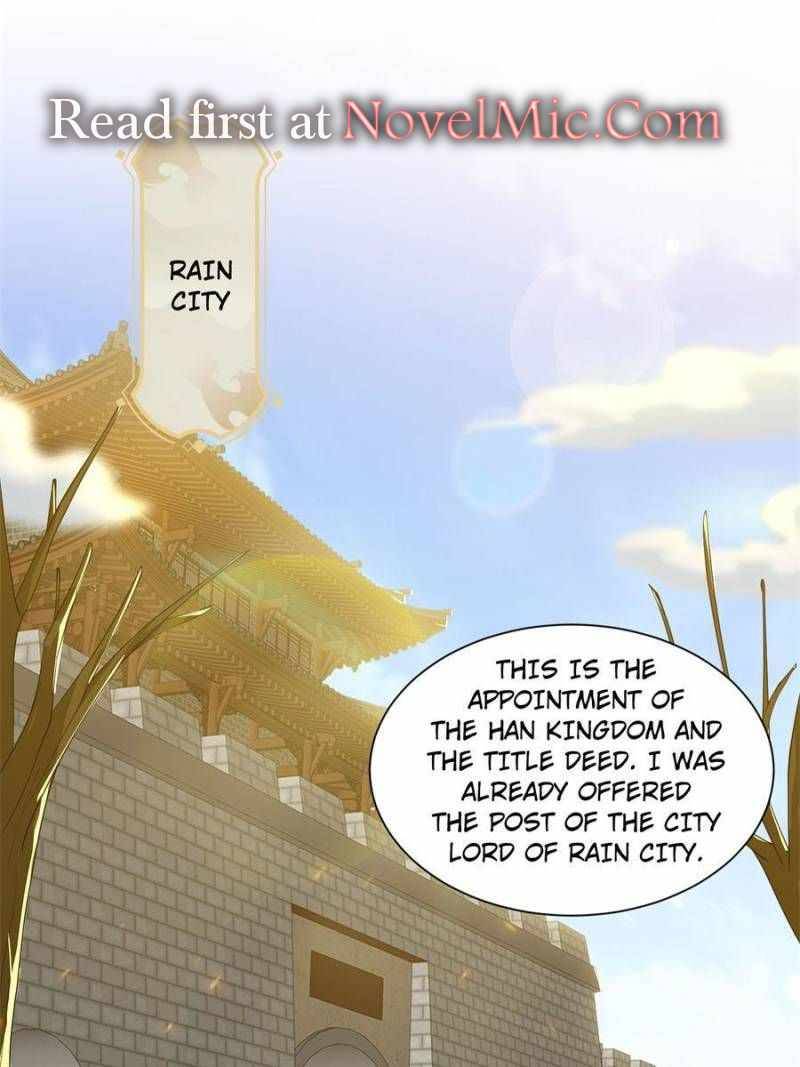 Read first at NovelMic.Com
RAIN
CITY
THIS IS THE
APPOINTMENT OF
THE HAN KINGDOM AND
THE TITLE DEED. I WAS
ALREADY OFFERED
THE POST OF THE CITY
LORD OF RAIN CITY.